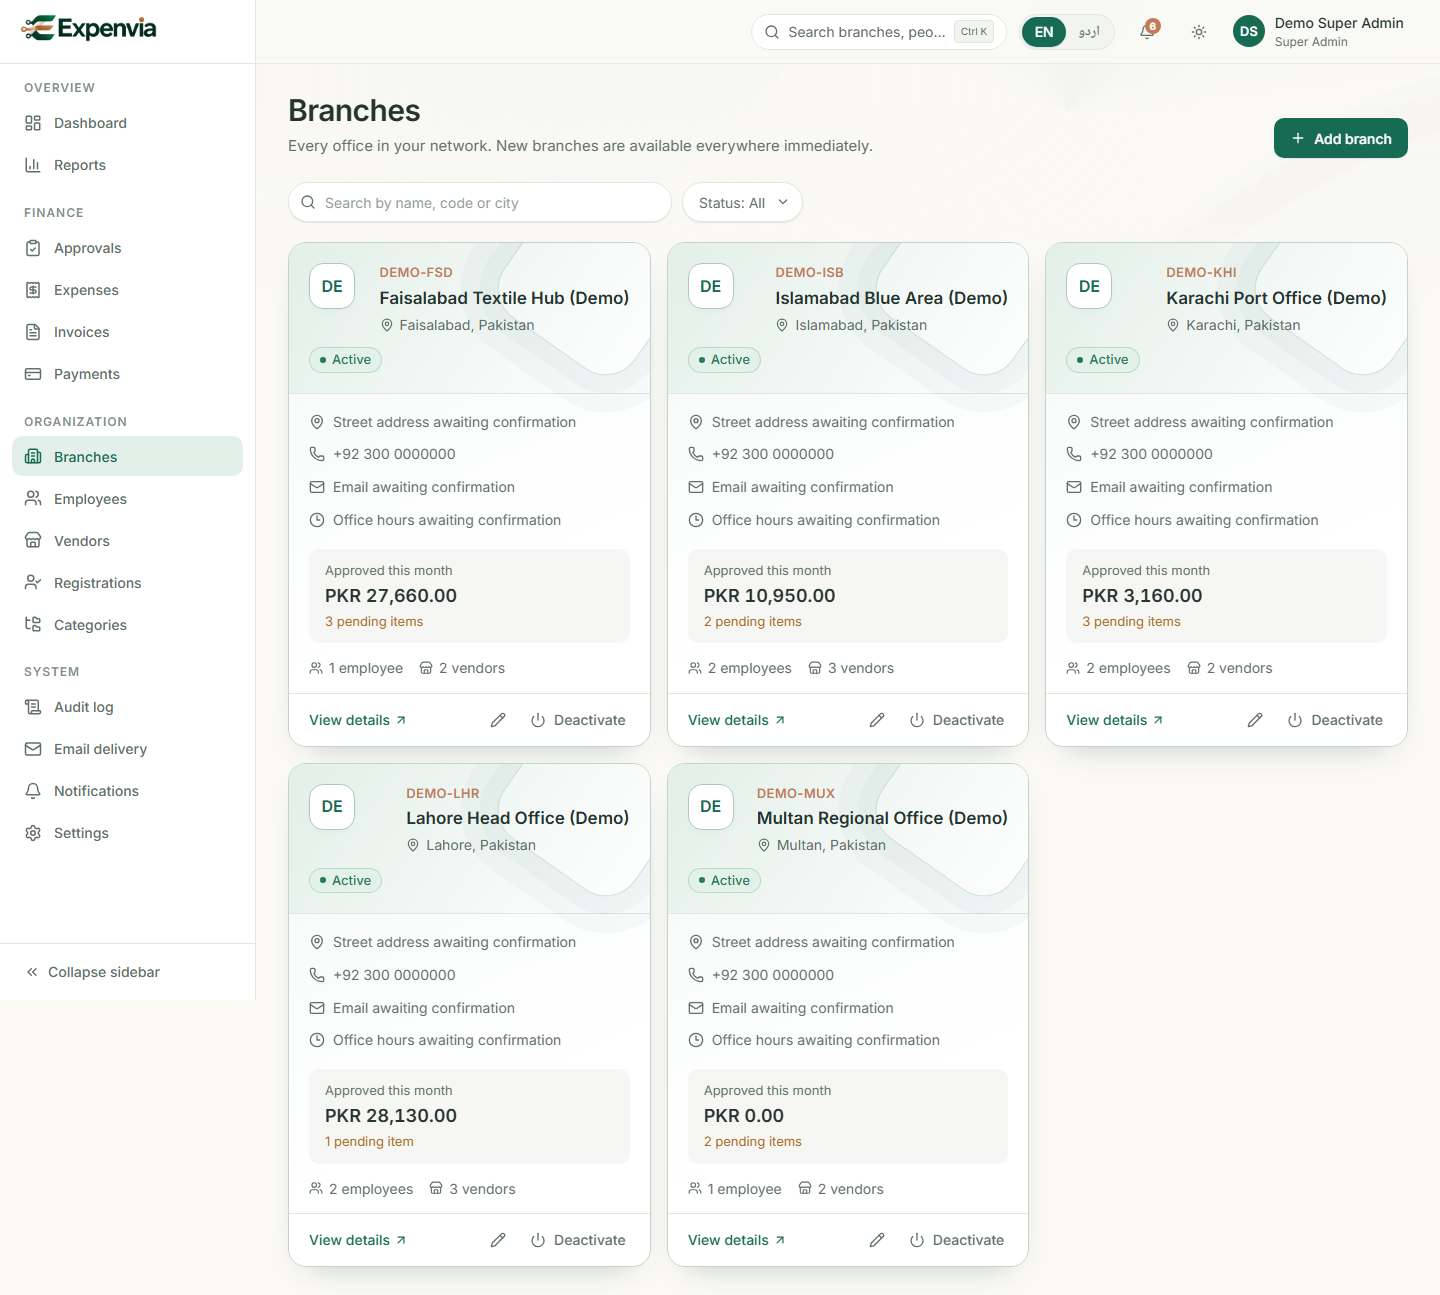 Expenvia
Search branches, peo... Ctrl K
EN اردو
6
DS Demo Super Admin
Super Admin
OVERVIEW
Dashboard
Reports
FINANCE
Approvals
Expenses
Invoices
Payments
ORGANIZATION
Branches
Employees
Vendors
Registrations
Categories
SYSTEM
Audit log
Email delivery
Notifications
Settings
Collapse sidebar
Branches
Every office in your network. New branches are available everywhere immediately.
+ Add branch
Search by name, code or city
Status: All
DE
DEMO-FSD
Faisalabad Textile Hub (Demo)
Faisalabad, Pakistan
Active
Street address awaiting confirmation
+92 300 0000000
Email awaiting confirmation
Office hours awaiting confirmation
Approved this month
PKR 27,660.00
3 pending items
1 employee 2 vendors
View details Deactivate
DE
DEMO-ISB
Islamabad Blue Area (Demo)
Islamabad, Pakistan
Active
Street address awaiting confirmation
+92 300 0000000
Email awaiting confirmation
Office hours awaiting confirmation
Approved this month
PKR 10,950.00
2 pending items
2 employees 3 vendors
View details Deactivate
DE
DEMO-KHI
Karachi Port Office (Demo)
Karachi, Pakistan
Active
Street address awaiting confirmation
+92 300 0000000
Email awaiting confirmation
Office hours awaiting confirmation
Approved this month
PKR 3,160.00
3 pending items
2 employees 2 vendors
View details Deactivate
DE
DEMO-LHR
Lahore Head Office (Demo)
Lahore, Pakistan
Active
Street address awaiting confirmation
+92 300 0000000
Email awaiting confirmation
Office hours awaiting confirmation
Approved this month
PKR 28,130.00
1 pending item
2 employees 3 vendors
View details Deactivate
DE
DEMO-MUX
Multan Regional Office (Demo)
Multan, Pakistan
Active
Street address awaiting confirmation
+92 300 0000000
Email awaiting confirmation
Office hours awaiting confirmation
Approved this month
PKR 0.00
2 pending items
1 employee 2 vendors
View details Deactivate